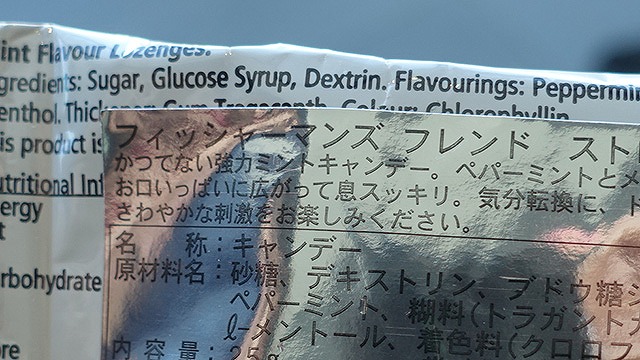 int Flavour Lozenges.
gredients: Sugar, Glucose Syrup, Dextrin, Flavourings: Peppermin
enthol, Thickener Gum Tragacanth, Colour: Chlorophyllin
is product is
utritional Inf
ergy
t
rbohydrate
re
フィッシャーマンズ フレンド スト
かつてない強力ミントキャンデー。ペパーミントとメ
お口いっぱいに広がって息スッキリ。気分転換に、ド
さわやかな刺激をお楽しみください。
名 称：キャンデー
原材料名：砂糖、デキストリン、ブドウ糖シ
ペパーミント、糊料(トラガントガ
ℓ-メントール、着色料(クロロフ
内容量：25g